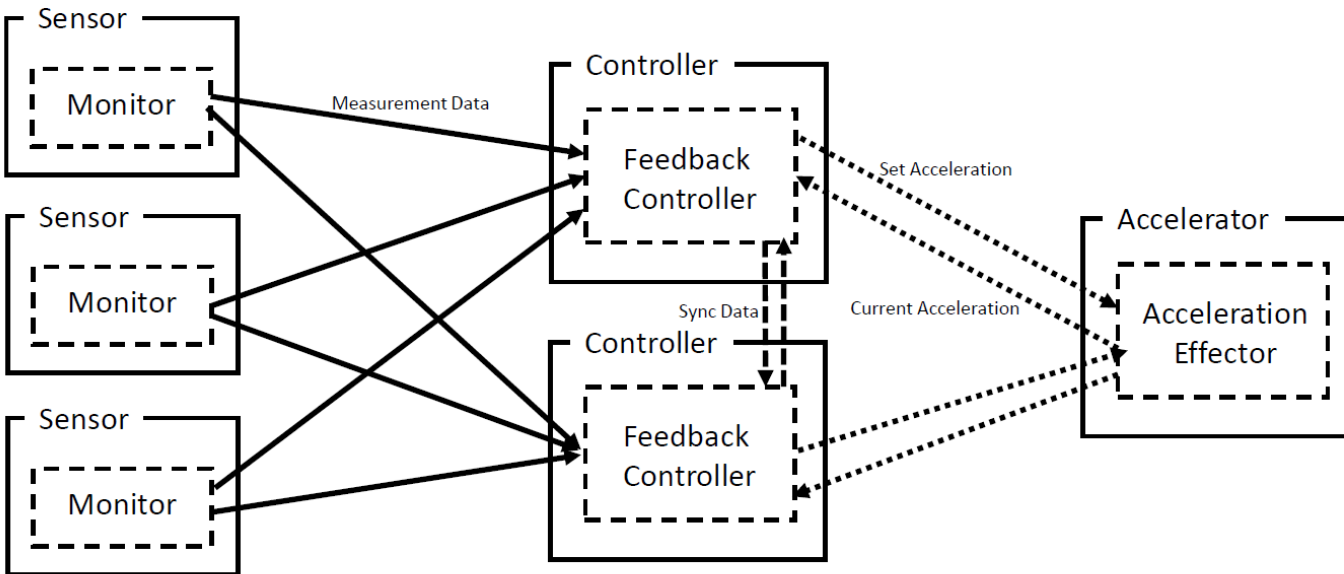 Sensor
Monitor
Sensor
Monitor
Sensor
Monitor
Measurement Data
Controller
Feedback
Controller
Sync Data
Controller
Feedback
Controller
Set Acceleration
Current Acceleration
Accelerator
Acceleration
Effector